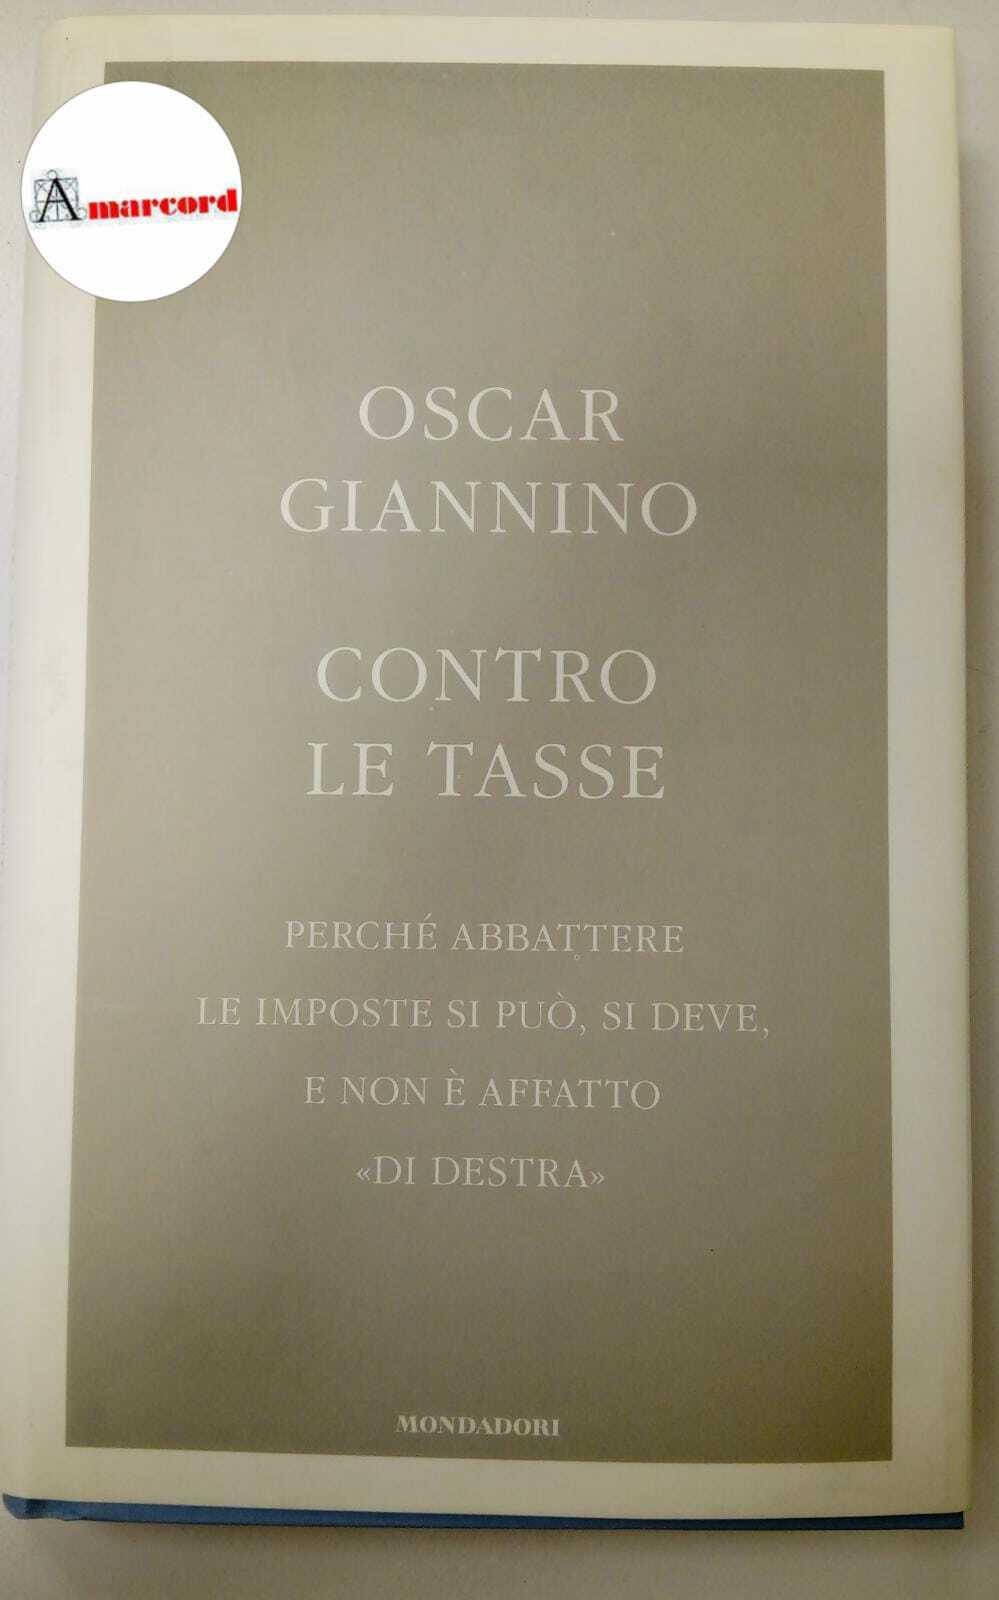 Amarcord
OSCAR
GIANNINO
CONTRO
LE TASSE
PERCHÉ ABBATTERE
LE IMPOSTE SI PUÒ, SI DEVE,
E NON È AFFATTO
«DI DESTRA»
MONDADORI